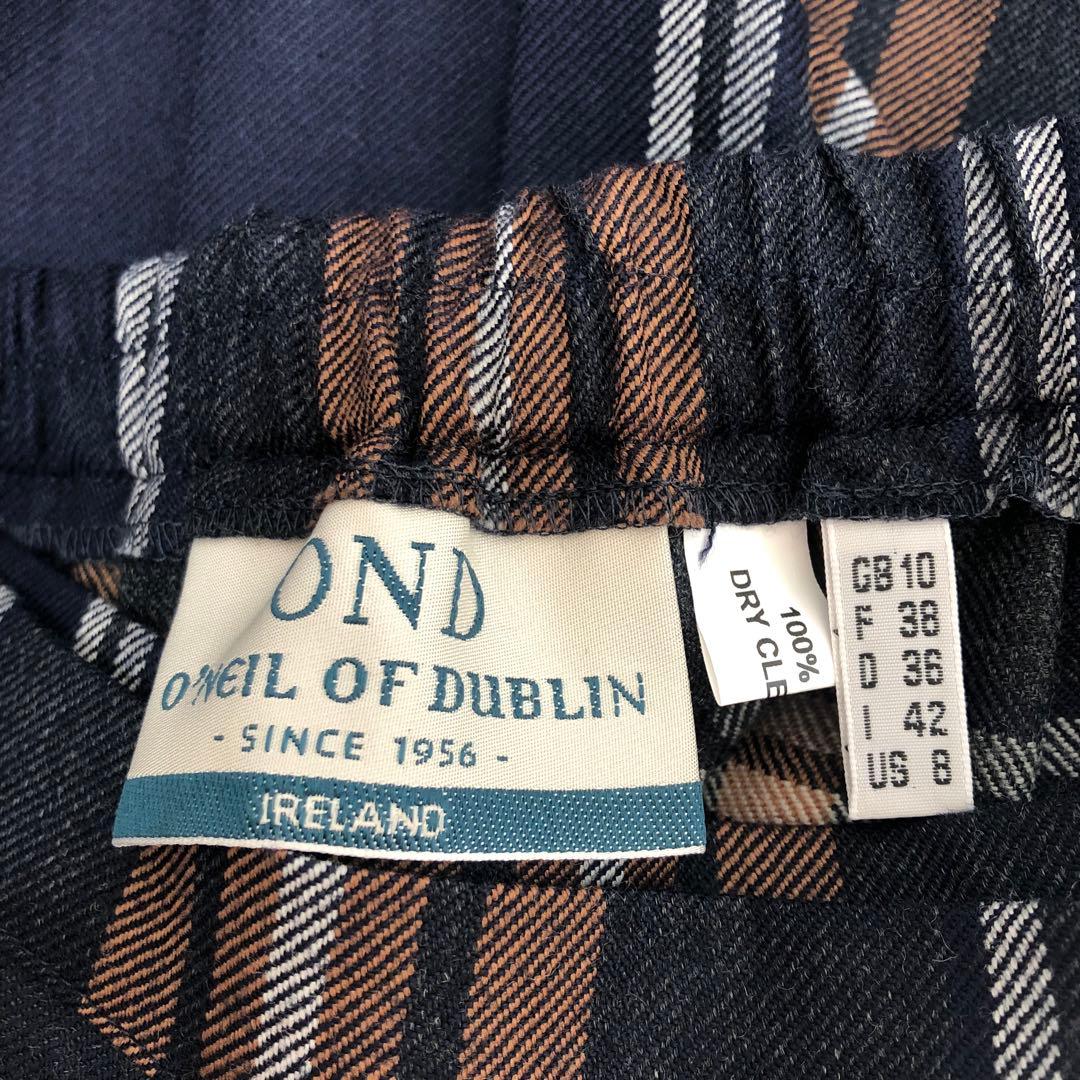 OND
O'NEIL OF DUBLIN
- SINCE 1956 -
IRELAND
100%
DRY CLE
GB 10
F 38
D 36
I 42
US 8